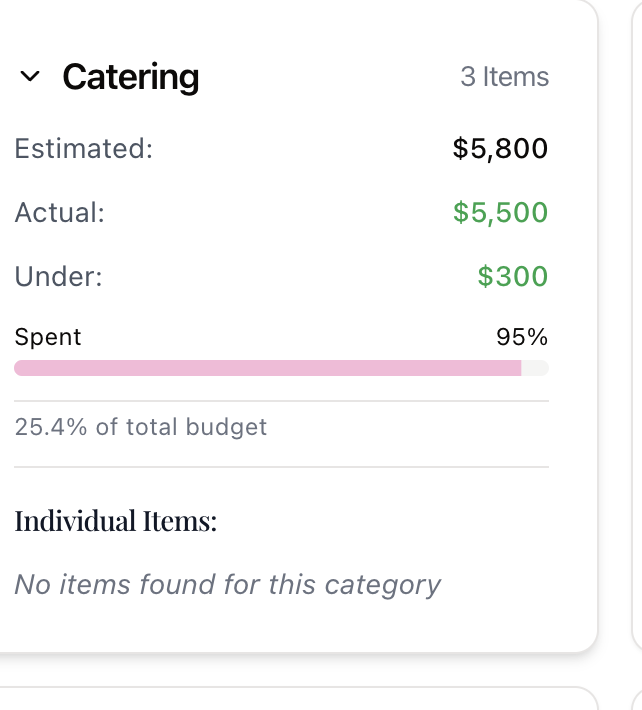 Catering 3 Items
Estimated: $5,800
Actual: $5,500
Under: $300
Spent 95%
25.4% of total budget
Individual Items:
No items found for this category